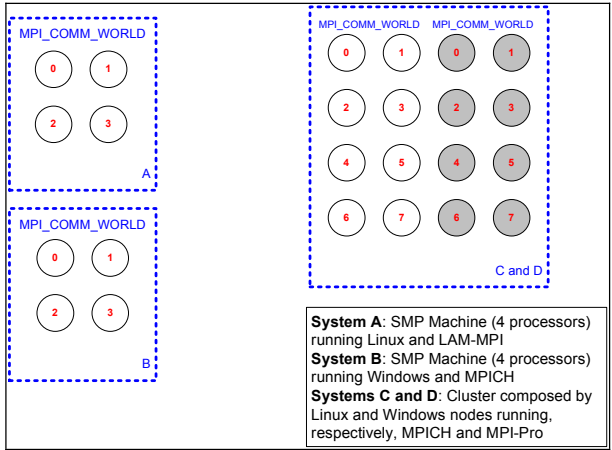 MPI_COMM_WORLD
0 1
2 3
A
MPI_COMM_WORLD
0 1
2 3
B
MPI_COMM_WORLD MPI_COMM_WORLD
0 1 0 1
2 3 2 3
4 5 4 5
6 7 6 7
C and D
System A: SMP Machine (4 processors)
running Linux and LAM-MPI
System B: SMP Machine (4 processors)
running Windows and MPICH
Systems C and D: Cluster composed by
Linux and Windows nodes running,
respectively, MPICH and MPI-Pro